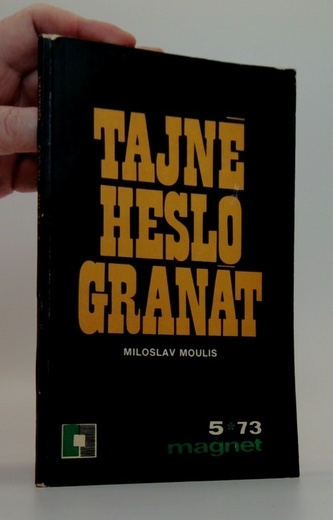 TAJNÉ
HESLO
GRANÁT
MILOSLAV MOULIS
5*73
magnet